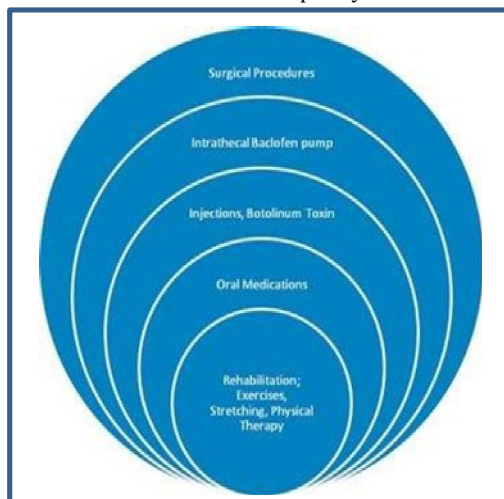 Surgical Procedures
Intrathecal Baclofen pump
Injections, Botolinum Toxin
Oral Medications
Rehabilitation;
Exercises,
Stretching, Physical
Therapy